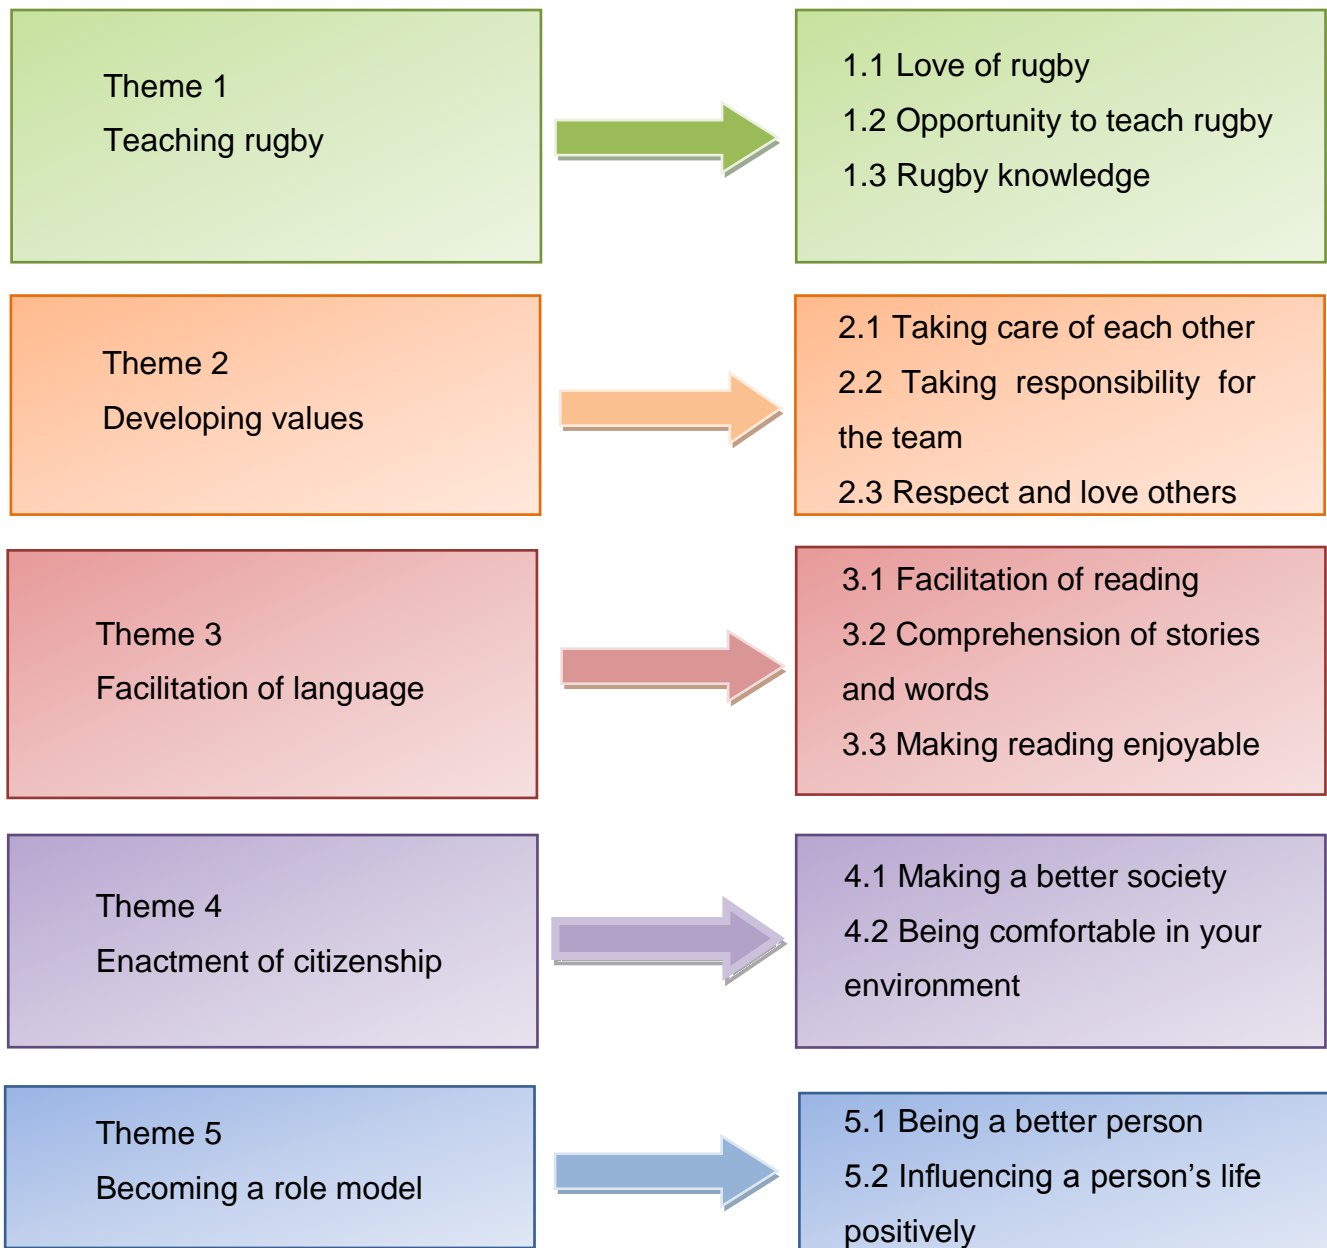 Theme 1
Teaching rugby
1.1 Love of rugby
1.2 Opportunity to teach rugby
1.3 Rugby knowledge
Theme 2
Developing values
2.1 Taking care of each other
2.2 Taking responsibility for
the team
2.3 Respect and love others
Theme 3
Facilitation of language
3.1 Facilitation of reading
3.2 Comprehension of stories
and words
3.3 Making reading enjoyable
Theme 4
Enactment of citizenship
4.1 Making a better society
4.2 Being comfortable in your
environment
Theme 5
Becoming a role model
5.1 Being a better person
5.2 Influencing a person’s life
positively